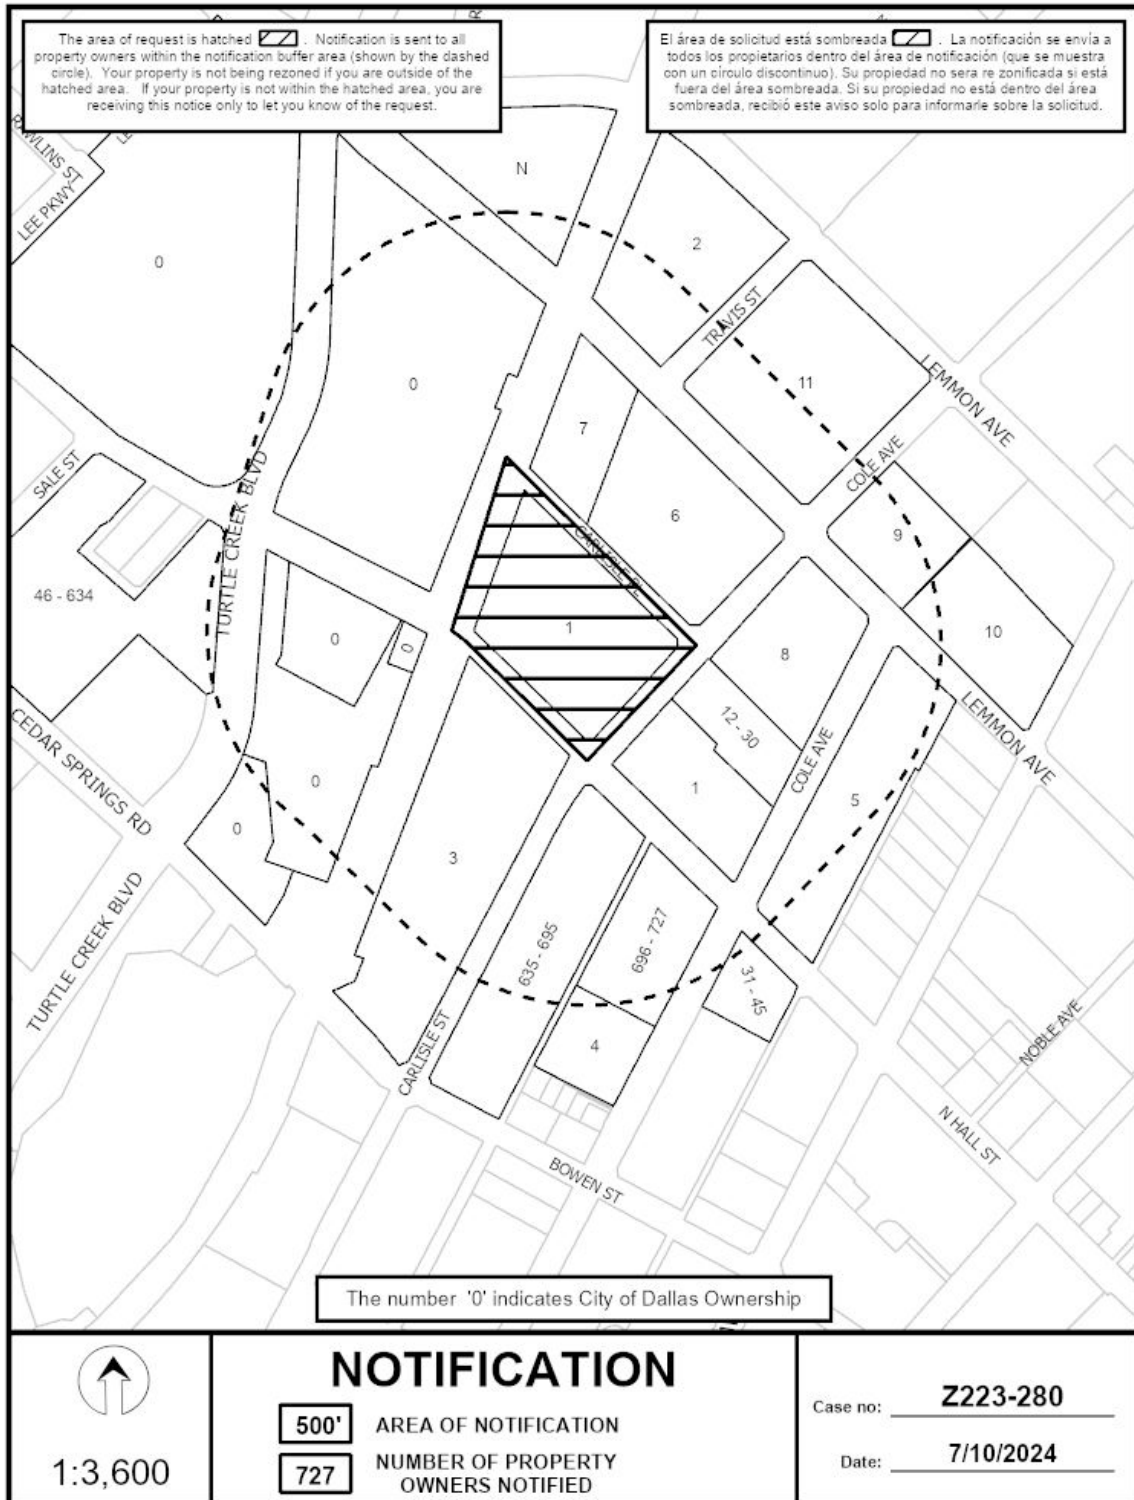 The area of request is hatched . Notification is sent to all
property owners within the notification buffer area (shown by the dashed
circle). Your property is not being rezoned if you are outside of the
hatched area. If your property is not within the hatched area, you are
receiving this notice only to let you know of the request.
El área de solicitud está sombreada . La notificación se envía a
todos los propietarios dentro del área de notificación (que se muestra
con un círculo discontinuo). Su propiedad no sera re zonificada si está
fuera del área sombreada. Si su propiedad no está dentro del área
sombreada, recibió este aviso solo para informarle sobre la solicitud.
RAWLINS ST
LEE PKWY
N
0
2
TRAVIS ST
0
11
LEMMON AVE
7
COLE AVE
SALE ST
TURTLE CREEK BLVD
6
9
CARLISLE PL
46 - 634
1
0
0
10
8
CEDAR SPRINGS RD
12 - 30
LEMMON AVE
COLE AVE
0
1
5
0
3
TURTLE CREEK BLVD
635 - 695
696 - 727
31 - 45
4
CARLISLE ST
NOBLE AVE
N HALL ST
BOWEN ST
The number '0' indicates City of Dallas Ownership
1:3,600
NOTIFICATION
500' AREA OF NOTIFICATION
727 NUMBER OF PROPERTY
OWNERS NOTIFIED
Case no: Z223-280
Date: 7/10/2024